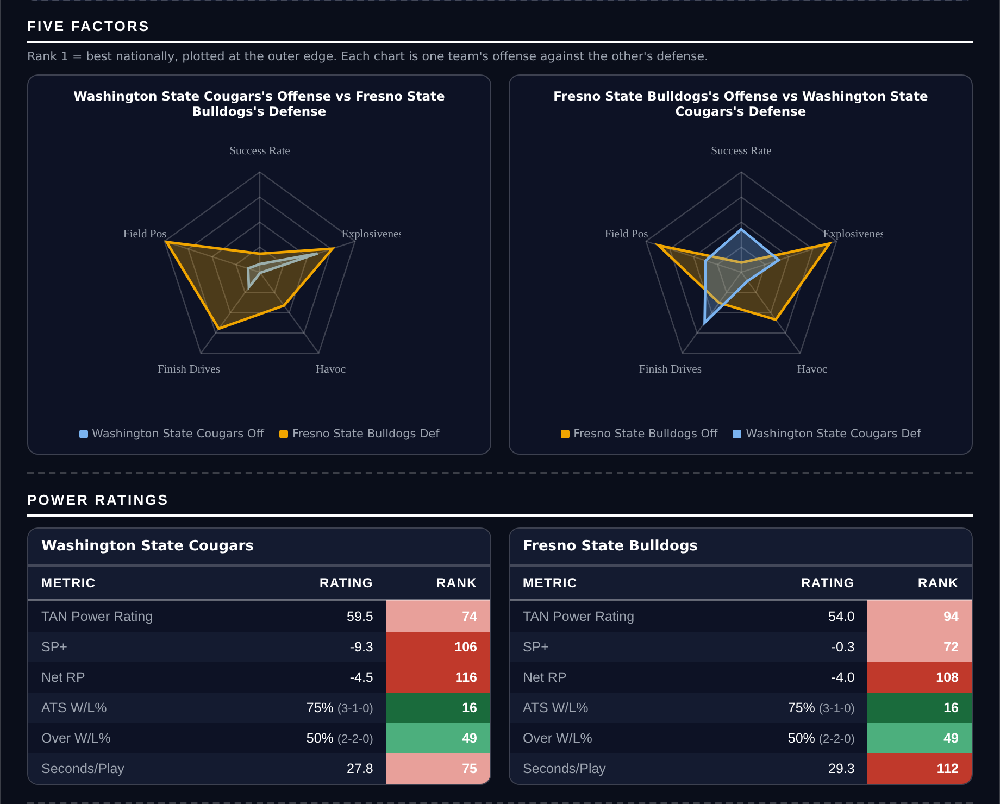 FIVE FACTORS
Rank 1 = best nationally, plotted at the outer edge. Each chart is one team's offense against the other's defense.
Washington State Cougars's Offense vs Fresno State
Bulldogs's Defense
Success Rate
Field Pos
Explosivenes
Finish Drives
Havoc
Washington State Cougars Off
Fresno State Bulldogs Def
Fresno State Bulldogs's Offense vs Washington State
Cougars's Defense
Success Rate
Field Pos
Explosivenes
Finish Drives
Havoc
Fresno State Bulldogs Off
Washington State Cougars Def
POWER RATINGS
Washington State Cougars
METRIC RATING RANK
TAN Power Rating 59.5 74
SP+ -9.3 106
Net RP -4.5 116
ATS W/L% 75% (3-1-0) 16
Over W/L% 50% (2-2-0) 49
Seconds/Play 27.8 75
Fresno State Bulldogs
METRIC RATING RANK
TAN Power Rating 54.0 94
SP+ -0.3 72
Net RP -4.0 108
ATS W/L% 75% (3-1-0) 16
Over W/L% 50% (2-2-0) 49
Seconds/Play 29.3 112